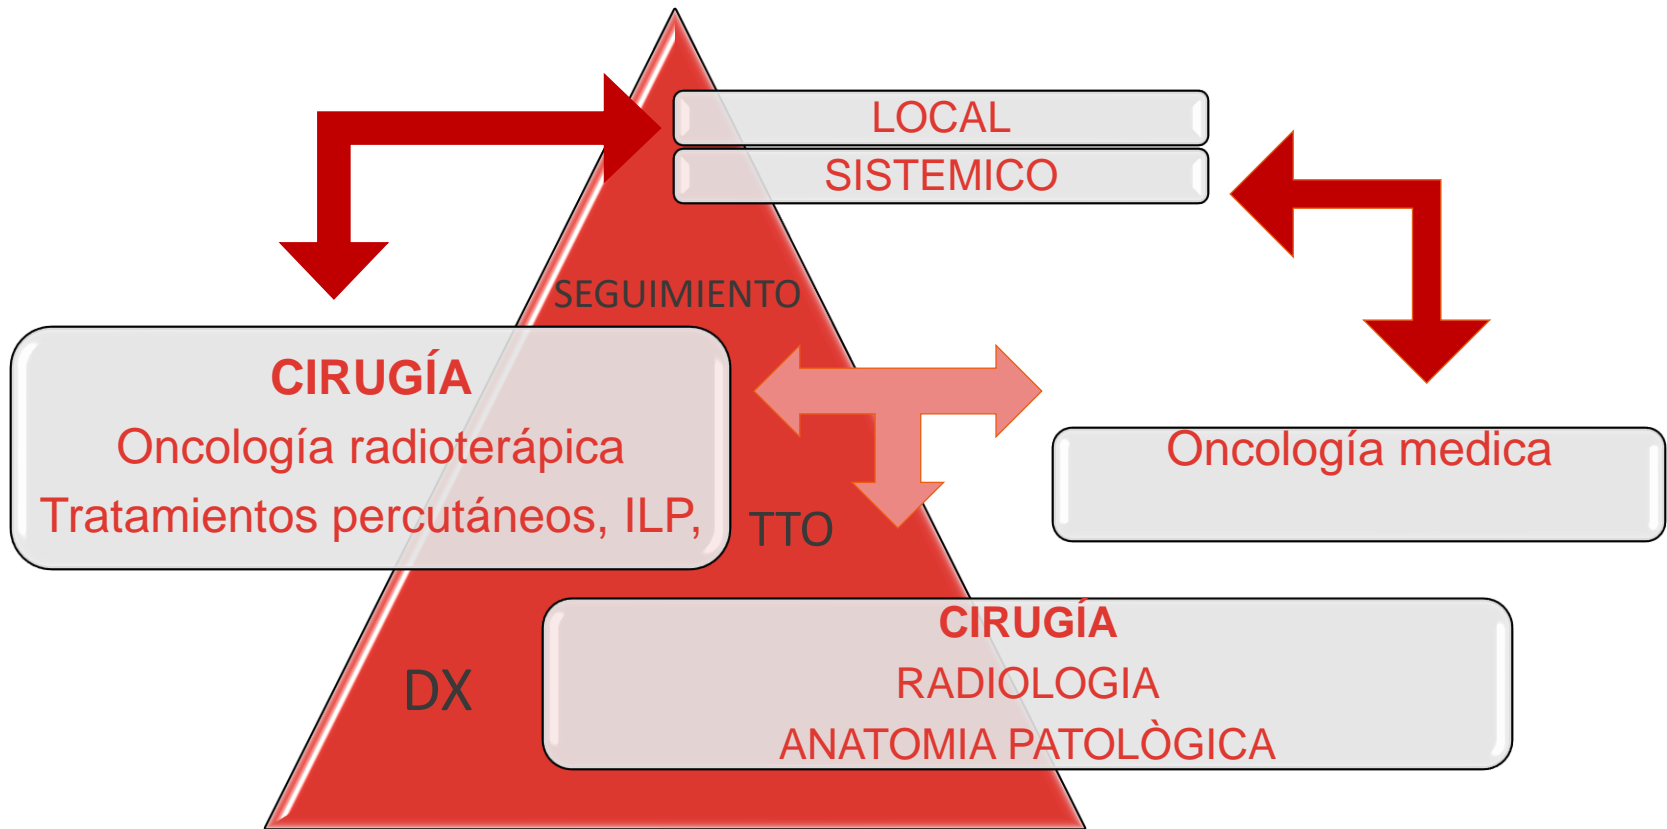 LOCAL
SISTEMICO
SEGUIMIENTO
CIRUGÍA
Oncología radioterápica
Tratamientos percutáneos, ILP,
Oncología medica
TTO
CIRUGÍA
RADIOLOGIA
ANATOMIA PATOLÒGICA
DX